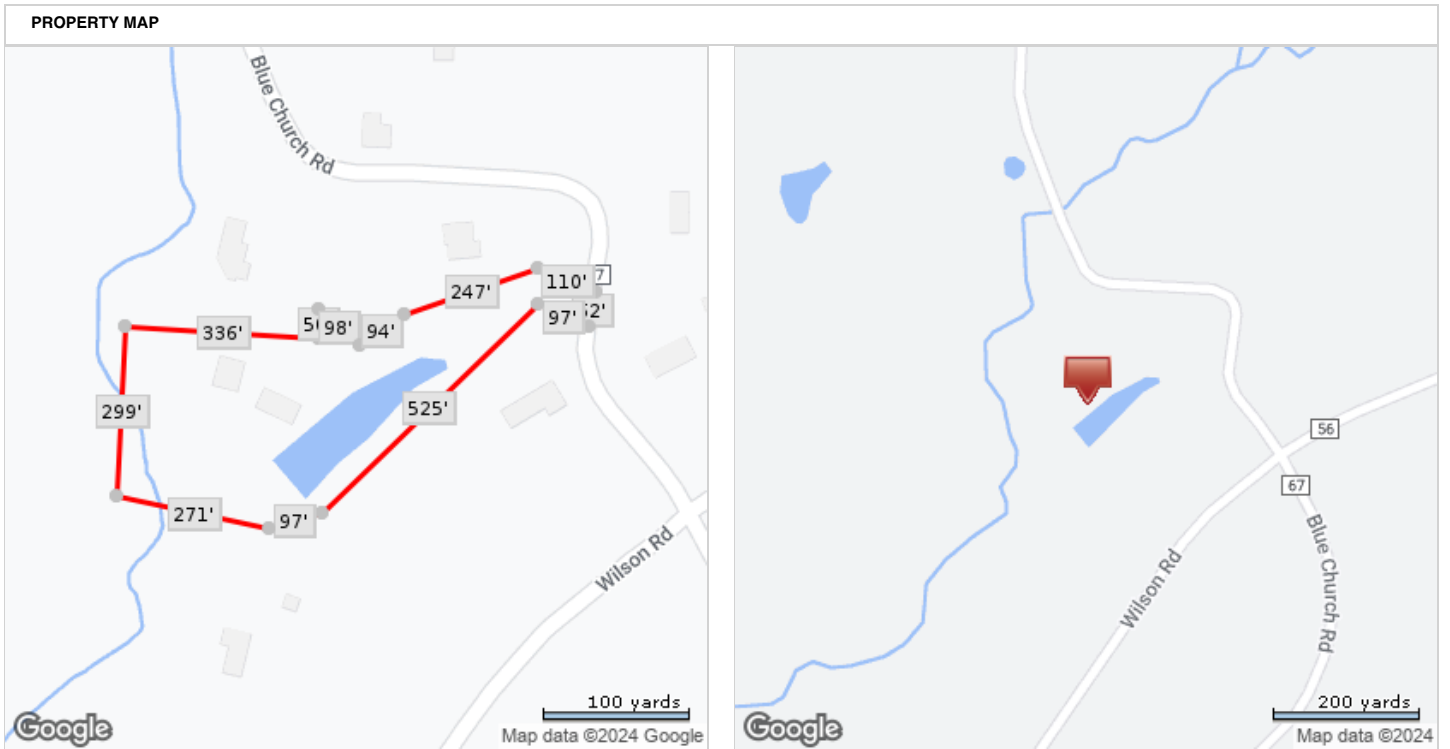 PROPERTY MAP
Blue Church Rd
7
110'
247'
97'
98'
94'
336'
299'
525'
271'
97'
Wilson Rd
100 yards
Google
Map data ©2024 Google
56
67
Blue Church Rd
Wilson Rd
200 yards
Google
Map data ©2024